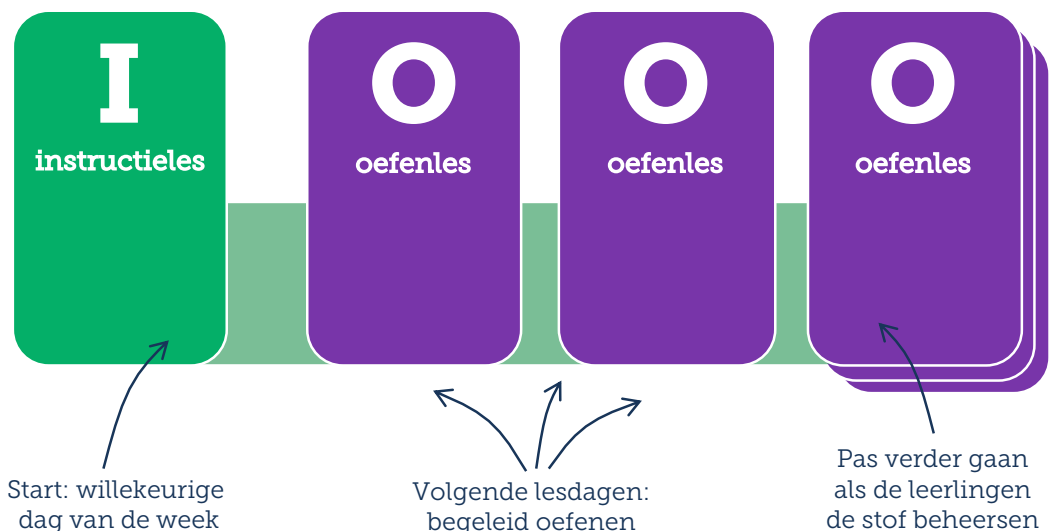 I
instructieles
O
oefenles
O
oefenles
O
oefenles
Start: willekeurige
dag van de week
Volgende lesdagen:
begeleid oefenen
Pas verder gaan
als de leerlingen
de stof beheersen